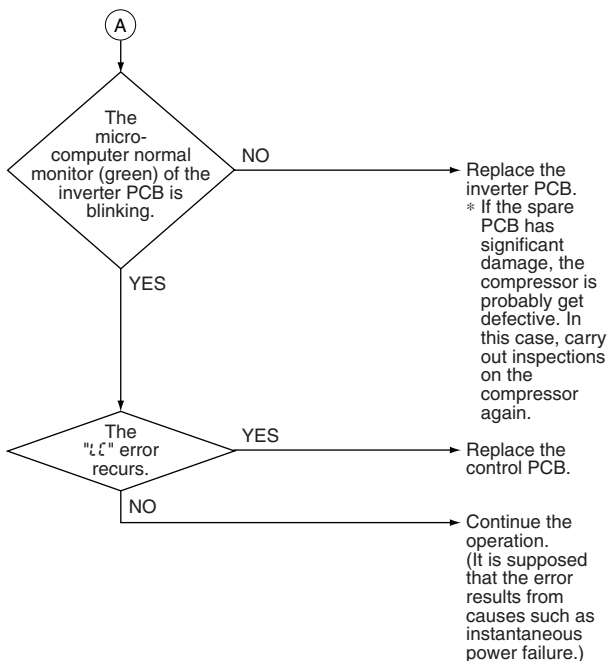 A
The
micro-
computer normal
monitor (green) of the
inverter PCB is
blinking.
NO
Replace the
inverter PCB.
* If the spare
PCB has
significant
damage, the
compressor is
probably get
defective. In
this case, carry
out inspections
on the
compressor
again.
YES
The
"LC" error
recurs.
YES
Replace the
control PCB.
NO
Continue the
operation.
(It is supposed
that the error
results from
causes such as
instantaneous
power failure.)